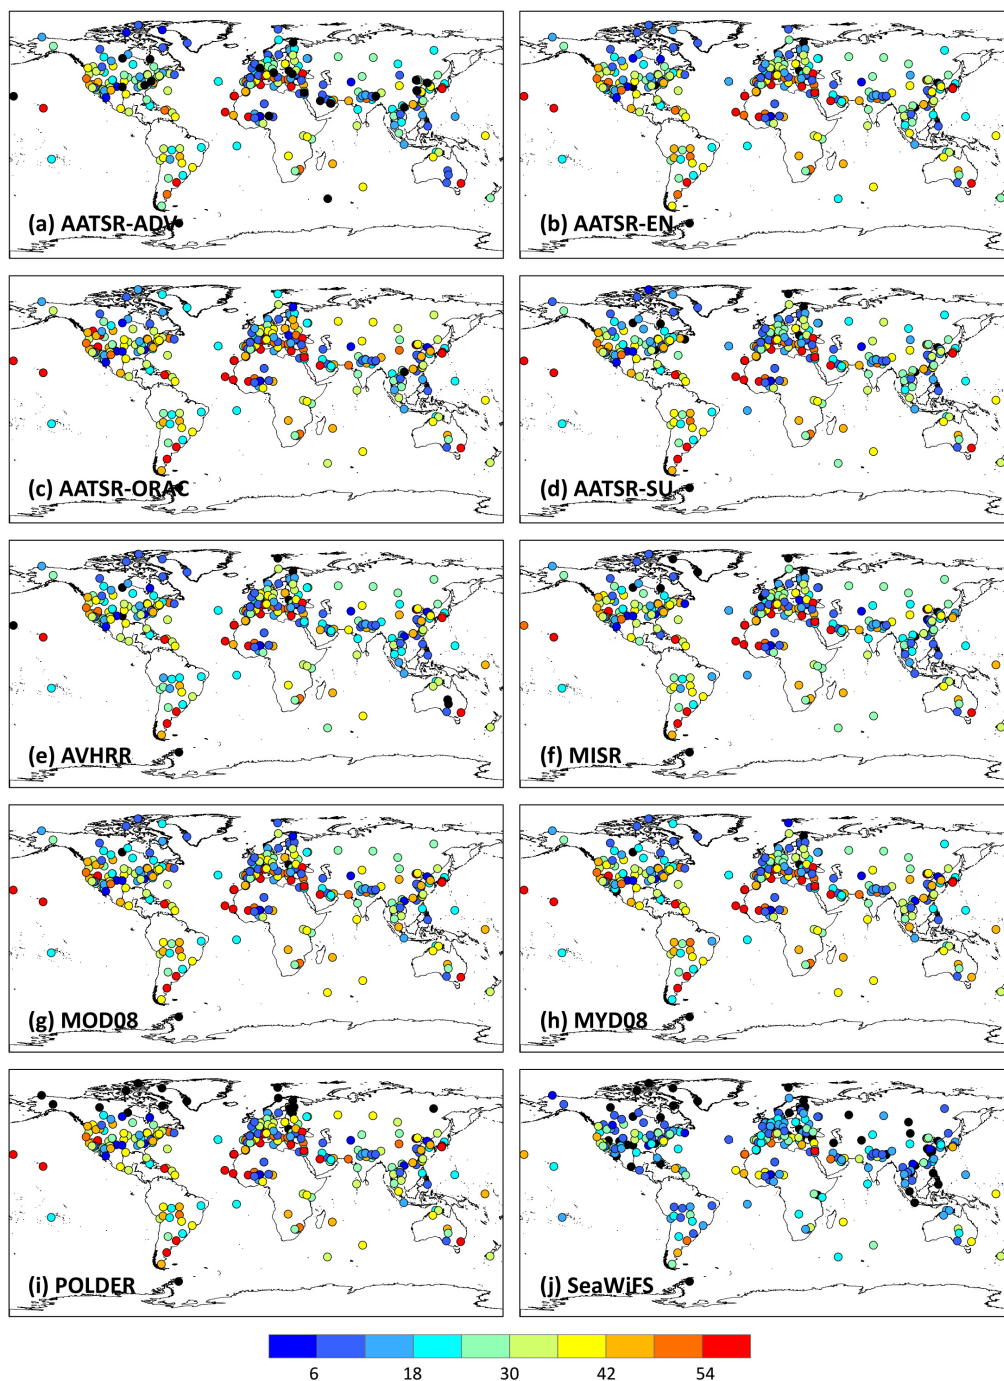 (a) AATSR-ADV
(b) AATSR-EN
(c) AATSR-ORAC
(d) AATSR-SU
(e) AVHRR
(f) MISR
(g) MOD08
(h) MYD08
(i) POLDER
(j) SeaWiFS
6 18 30 42 54